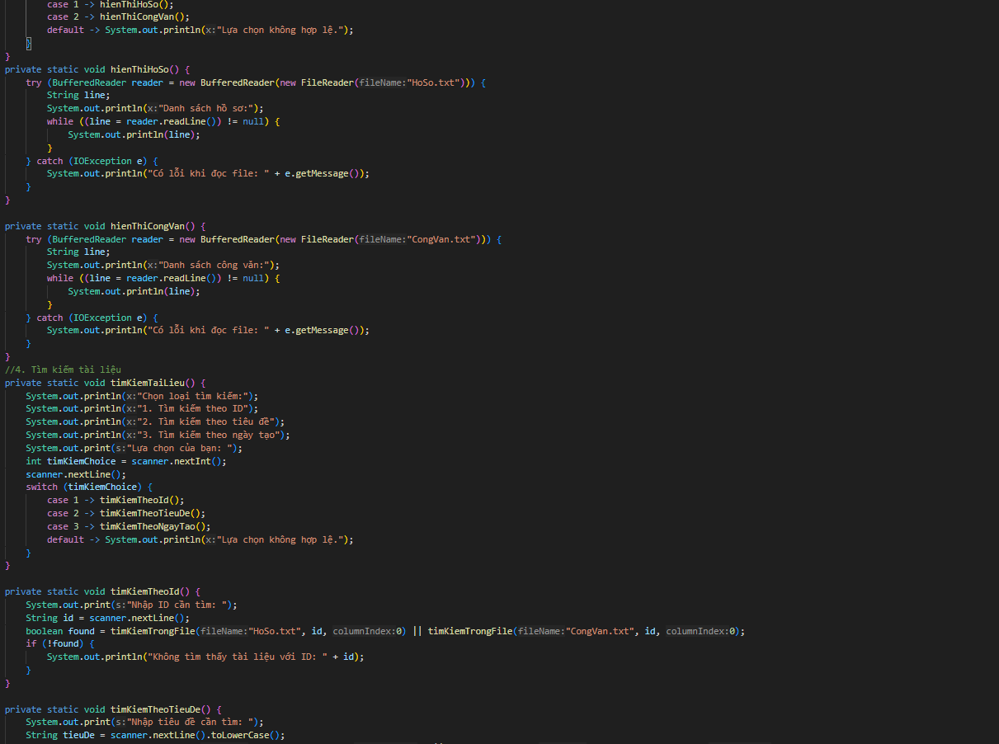 case 1 -> hienThiHoSo();
case 2 -> hienThiCongVan();
default -> System.out.println(x:"Lựa chọn không hợp lệ.");
}
}
private static void hienThiHoSo() {
try (BufferedReader reader = new BufferedReader(new FileReader(fileName:"HoSo.txt"))) {
String line;
System.out.println(x:"Danh sách hồ sơ:");
while ((line = reader.readLine()) != null) {
System.out.println(line);
}
} catch (IOException e) {
System.out.println("Có lỗi khi đọc file: " + e.getMessage());
}
}
private static void hienThiCongVan() {
try (BufferedReader reader = new BufferedReader(new FileReader(fileName:"CongVan.txt"))) {
String line;
System.out.println(x:"Danh sách công văn:");
while ((line = reader.readLine()) != null) {
System.out.println(line);
}
} catch (IOException e) {
System.out.println("Có lỗi khi đọc file: " + e.getMessage());
}
}
//4. Tìm kiếm tài liệu
private static void timKiemTaiLieu() {
System.out.println(x:"Chọn loại tìm kiếm:");
System.out.println(x:"1. Tìm kiếm theo ID");
System.out.println(x:"2. Tìm kiếm theo tiêu đề");
System.out.println(x:"3. Tìm kiếm theo ngày tạo");
System.out.print(s:"Lựa chọn của bạn: ");
int timKiemChoice = scanner.nextInt();
scanner.nextLine();
switch (timKiemChoice) {
case 1 -> timKiemTheoId();
case 2 -> timKiemTheoTieuDe();
case 3 -> timKiemTheoNgayTao();
default -> System.out.println(x:"Lựa chọn không hợp lệ.");
}
}
private static void timKiemTheoId() {
System.out.print(s:"Nhập ID cần tìm: ");
String id = scanner.nextLine();
boolean found = timKiemTrongFile(fileName:"HoSo.txt", id, columnIndex:0) || timKiemTrongFile(fileName:"CongVan.txt", id, columnIndex:0);
if (!found) {
System.out.println("Không tìm thấy tài liệu với ID: " + id);
}
}
private static void timKiemTheoTieuDe() {
System.out.print(s:"Nhập tiêu đề cần tìm: ");
String tieuDe = scanner.nextLine().toLowerCase();